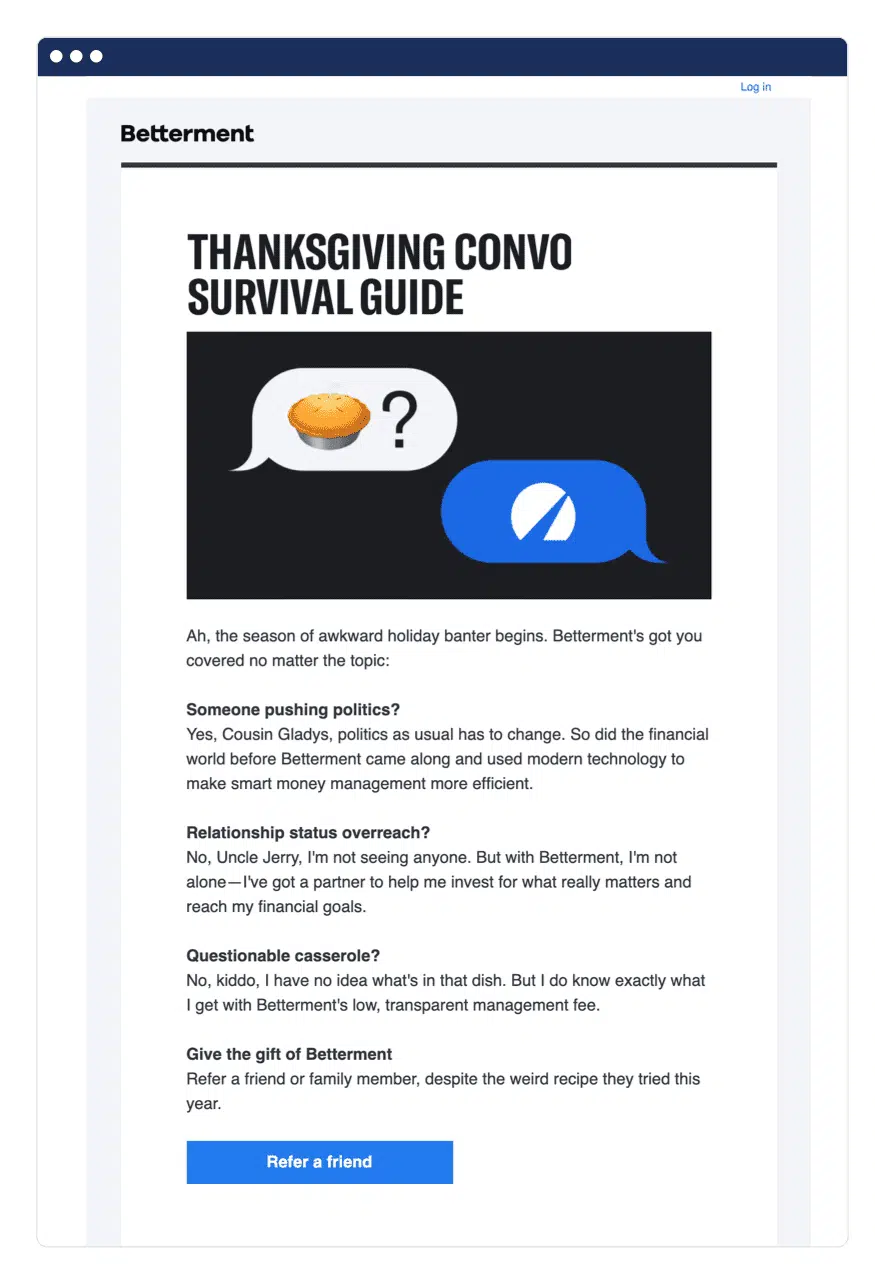 Log in
Betterment
THANKSGIVING CONVO
SURVIVAL GUIDE
?
Ah, the season of awkward holiday banter begins. Betterment's got you
covered no matter the topic:
Someone pushing politics?
Yes, Cousin Gladys, politics as usual has to change. So did the financial
world before Betterment came along and used modern technology to
make smart money management more efficient.
Relationship status overreach?
No, Uncle Jerry, I'm not seeing anyone. But with Betterment, I'm not
alone—I've got a partner to help me invest for what really matters and
reach my financial goals.
Questionable casserole?
No, kiddo, I have no idea what's in that dish. But I do know exactly what
I get with Betterment's low, transparent management fee.
Give the gift of Betterment
Refer a friend or family member, despite the weird recipe they tried this
year.
Refer a friend